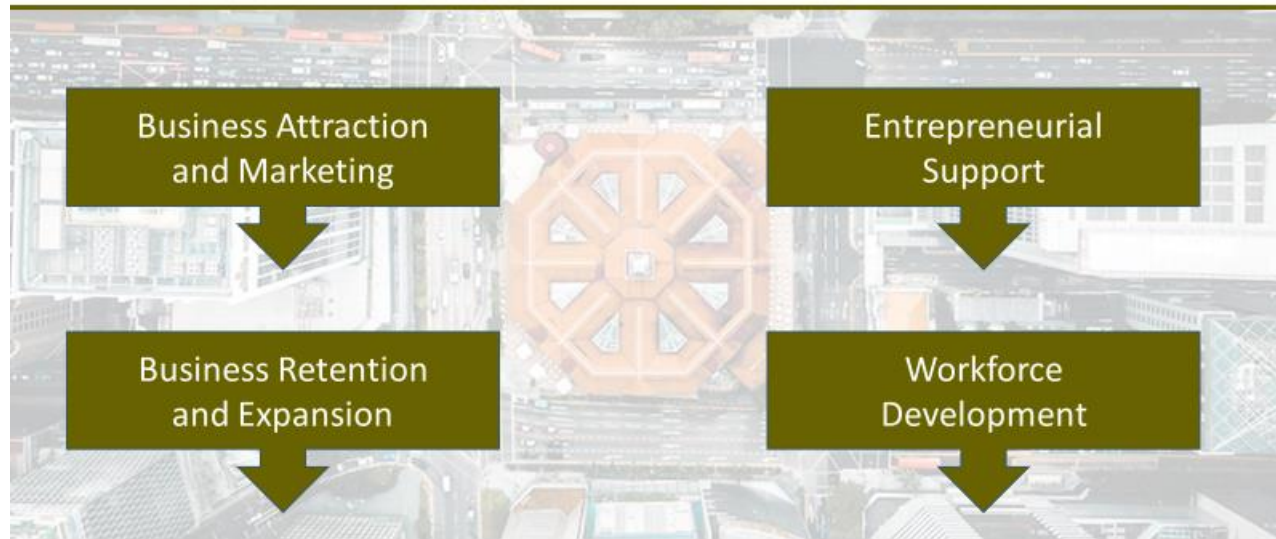 Business Attraction
and Marketing
Entrepreneurial
Support
Business Retention
and Expansion
Workforce
Development